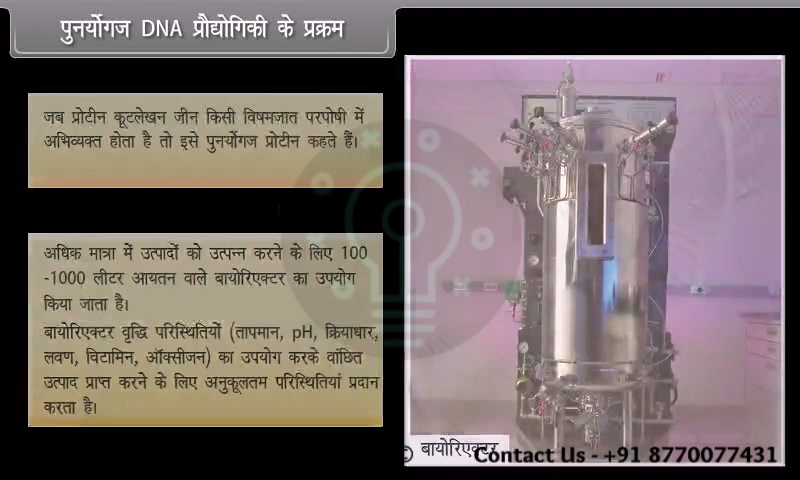 पुनर्योगज DNA प्रौद्योगिकी के प्रक्रम
जब प्रोटीन कूटलेखन जीन किसी विषमजात परपोषी में
अभिव्यक्त होता है तो इसे पुनर्योगज प्रोटीन कहते हैं।
अधिक मात्रा में उत्पादों को उत्पन्न करने के लिए 100
-1000 लीटर आयतन वाले बायोरिएक्टर का उपयोग
किया जाता है।
बायोरिएक्टर वृद्धि परिस्थितियों (तापमान, pH, क्रियाधार,
लवण, विटामिन, ऑक्सीजन) का उपयोग करके वांछित
उत्पाद प्राप्त करने के लिए अनुकूलतम परिस्थितियां प्रदान
करता है।
बायोरिएक्टर
© Contact Us - +91 8770077431